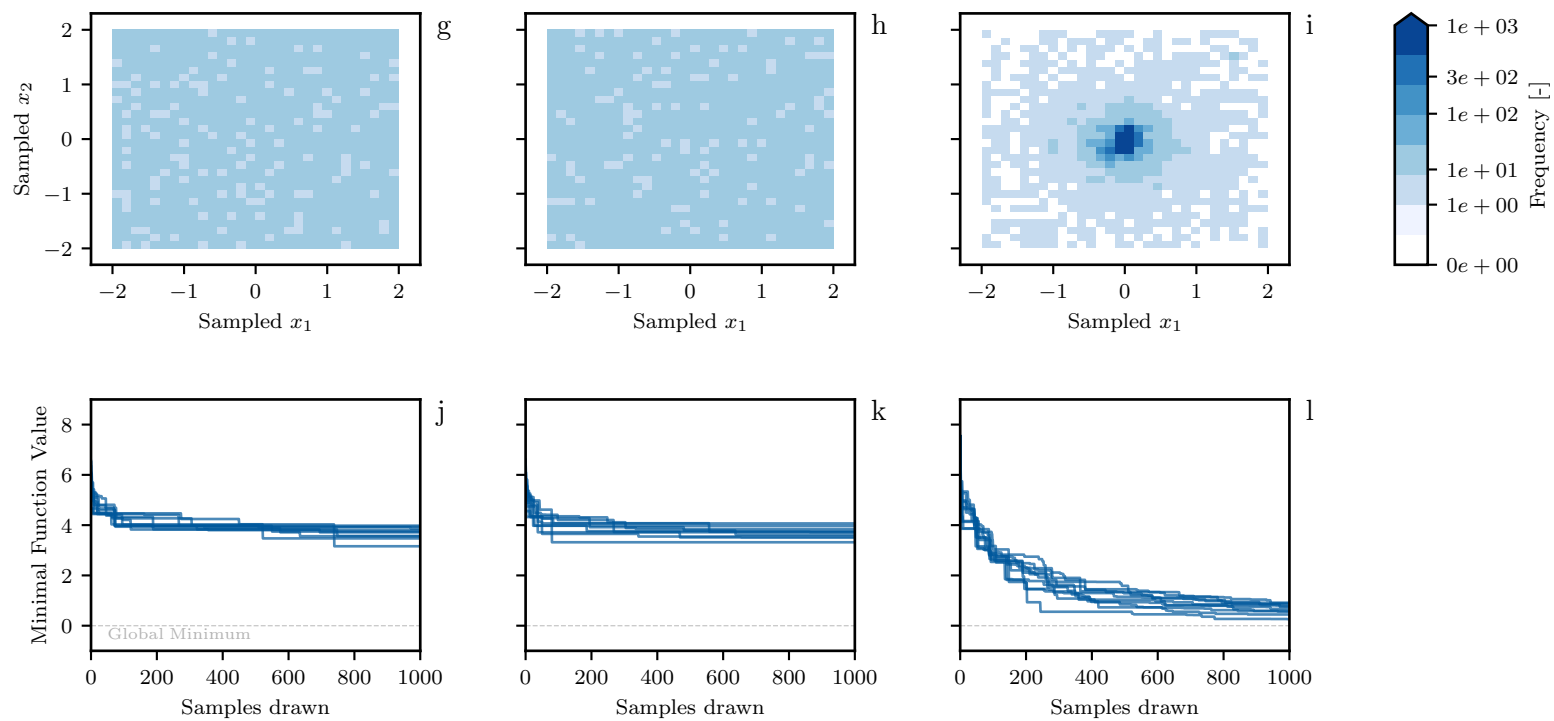 g
h
i
2
1
0
−1
−2
Sampled x₂
−2 −1 0 1 2
Sampled x₁
−2 −1 0 1 2
Sampled x₁
−2 −1 0 1 2
Sampled x₁
1e + 03
3e + 02
1e + 02
1e + 01
1e + 00
0e + 00
Frequency [-]
j
k
l
8
6
4
2
0
Minimal Function Value
Global Minimum
0 200 400 600 800 1000
Samples drawn
0 200 400 600 800 1000
Samples drawn
0 200 400 600 800 1000
Samples drawn